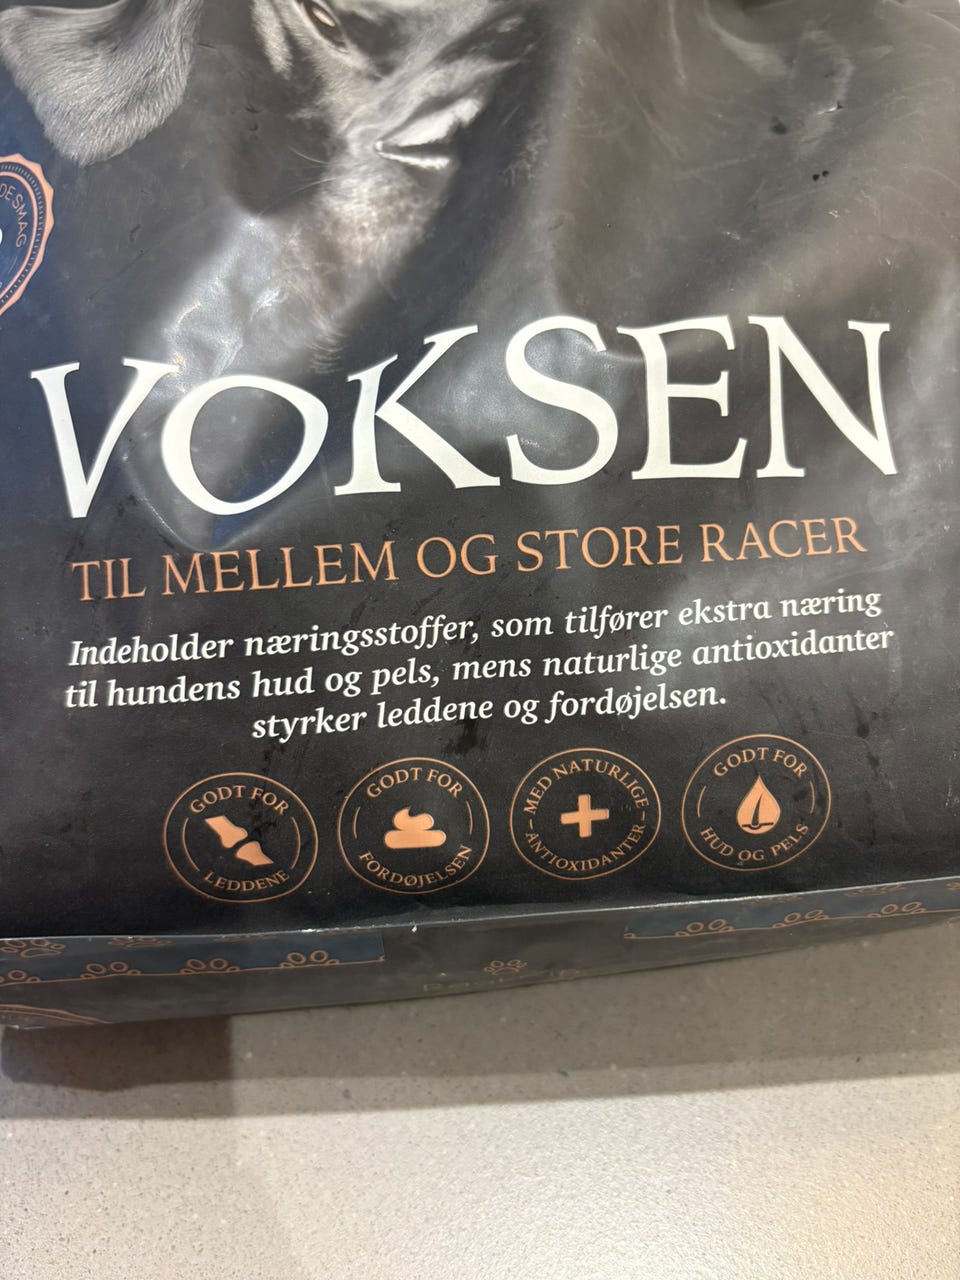 DE SMAG
VOKSEN
TIL MELLEM OG STORE RACER
Indeholder næringsstoffer, som tilfører ekstra næring
til hundens hud og pels, mens naturlige antioxidanter
styrker leddene og fordøjelsen.
GODT FOR
LEDDENE
GODT FOR
FORDØJELSEN
MED NATURLIGE
ANTIOXIDANTER
GODT FOR
HUD OG PELS